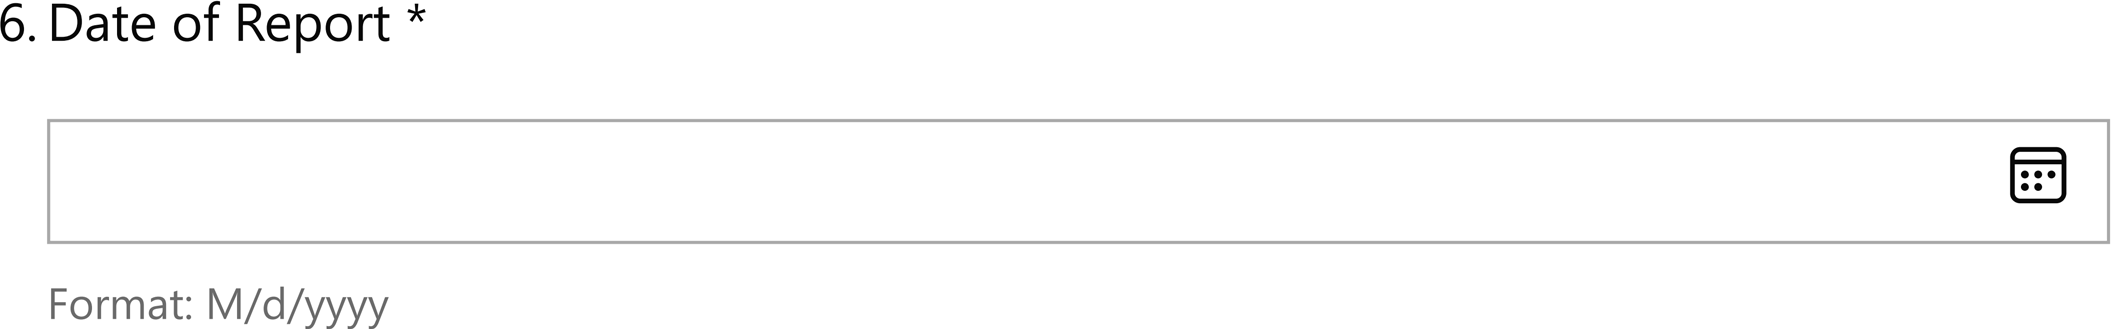 6. Date of Report *
Format: M/d/yyyy